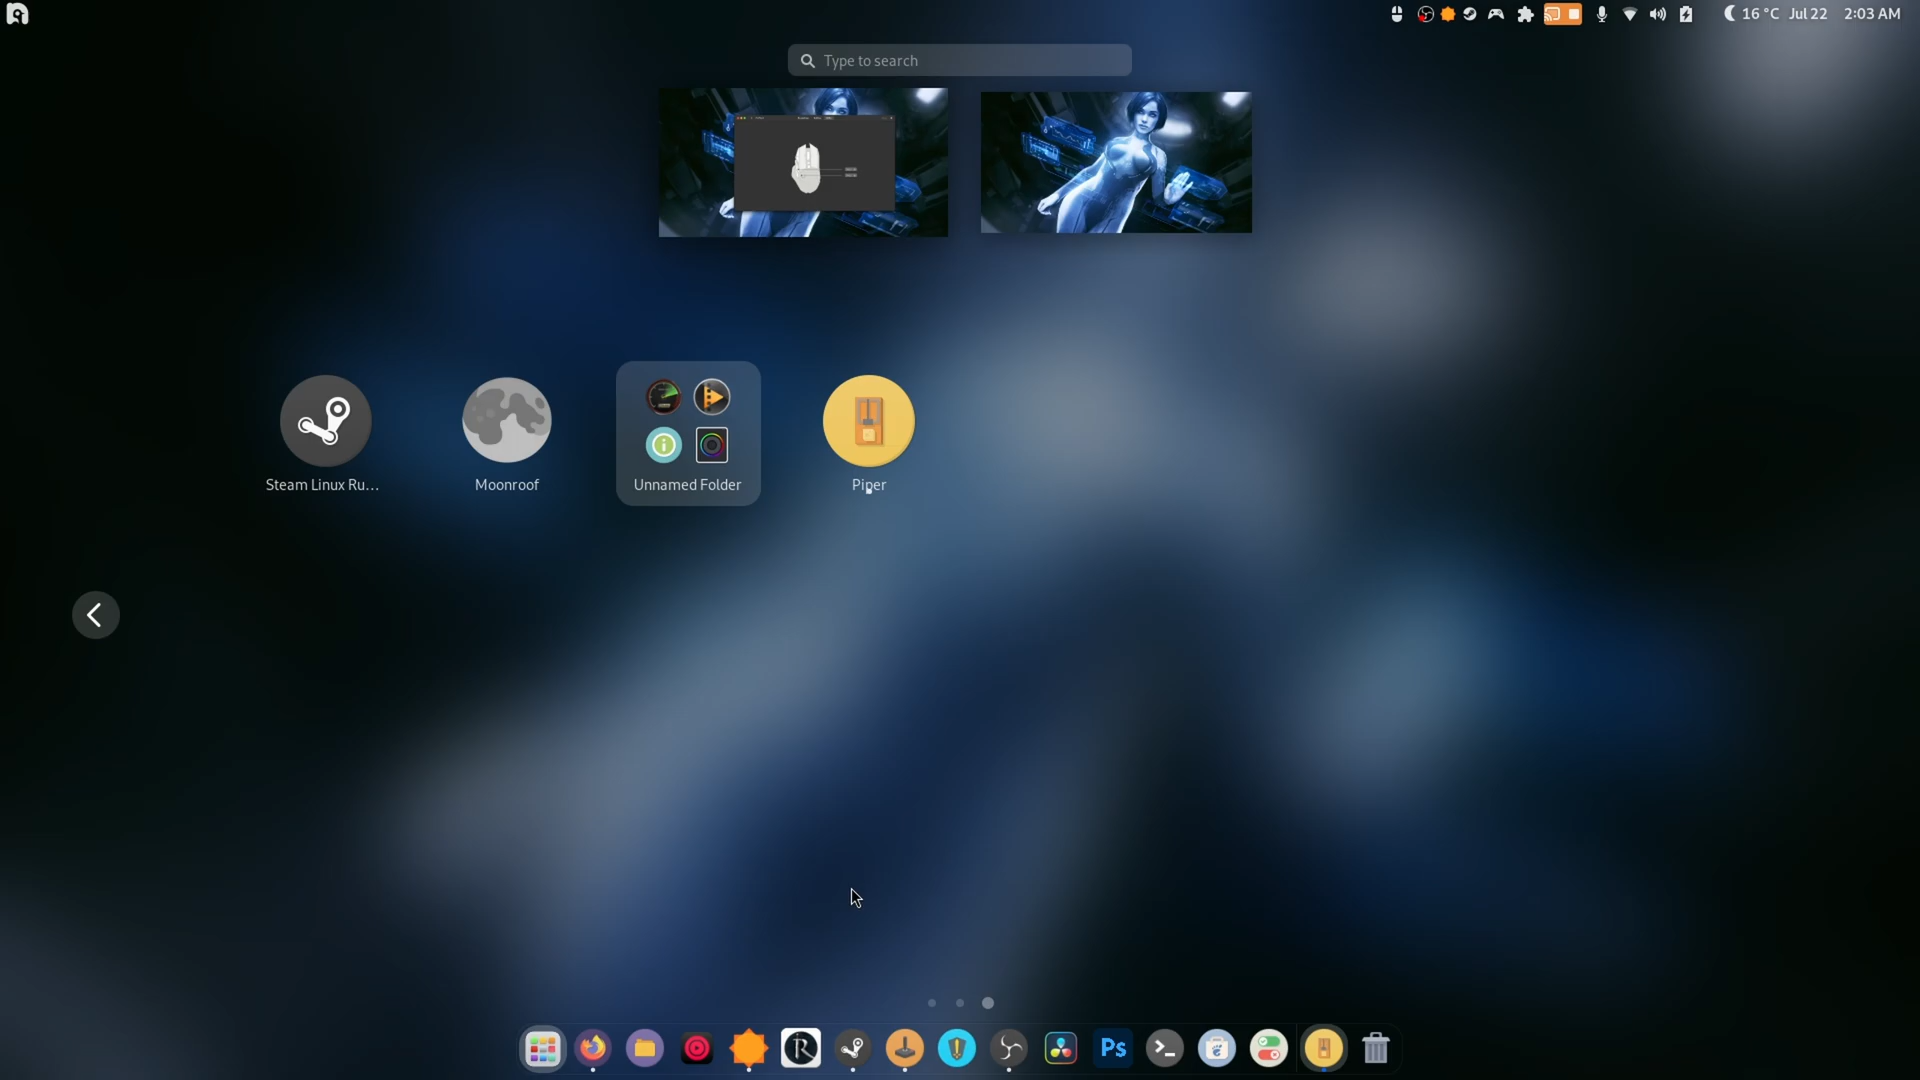 16 °C Jul 22 2:03 AM
Type to search
Steam Linux Ru...
Moonroof
Unnamed Folder
Piper
R
Ps